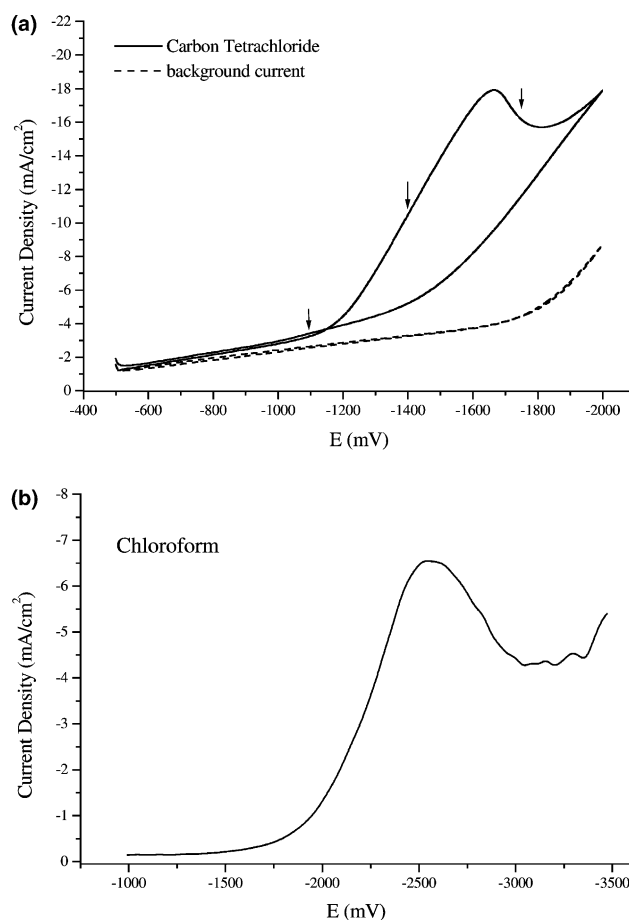 (a)
Carbon Tetrachloride
background current
Current Density (mA/cm²)
-22
-20
-18
-16
-14
-12
-10
-8
-6
-4
-2
0
-400 -600 -800 -1000 -1200 -1400 -1600 -1800 -2000
E (mV)
(b)
Chloroform
Current Density (mA/cm²)
-8
-7
-6
-5
-4
-3
-2
-1
0
-1000 -1500 -2000 -2500 -3000 -3500
E (mV)